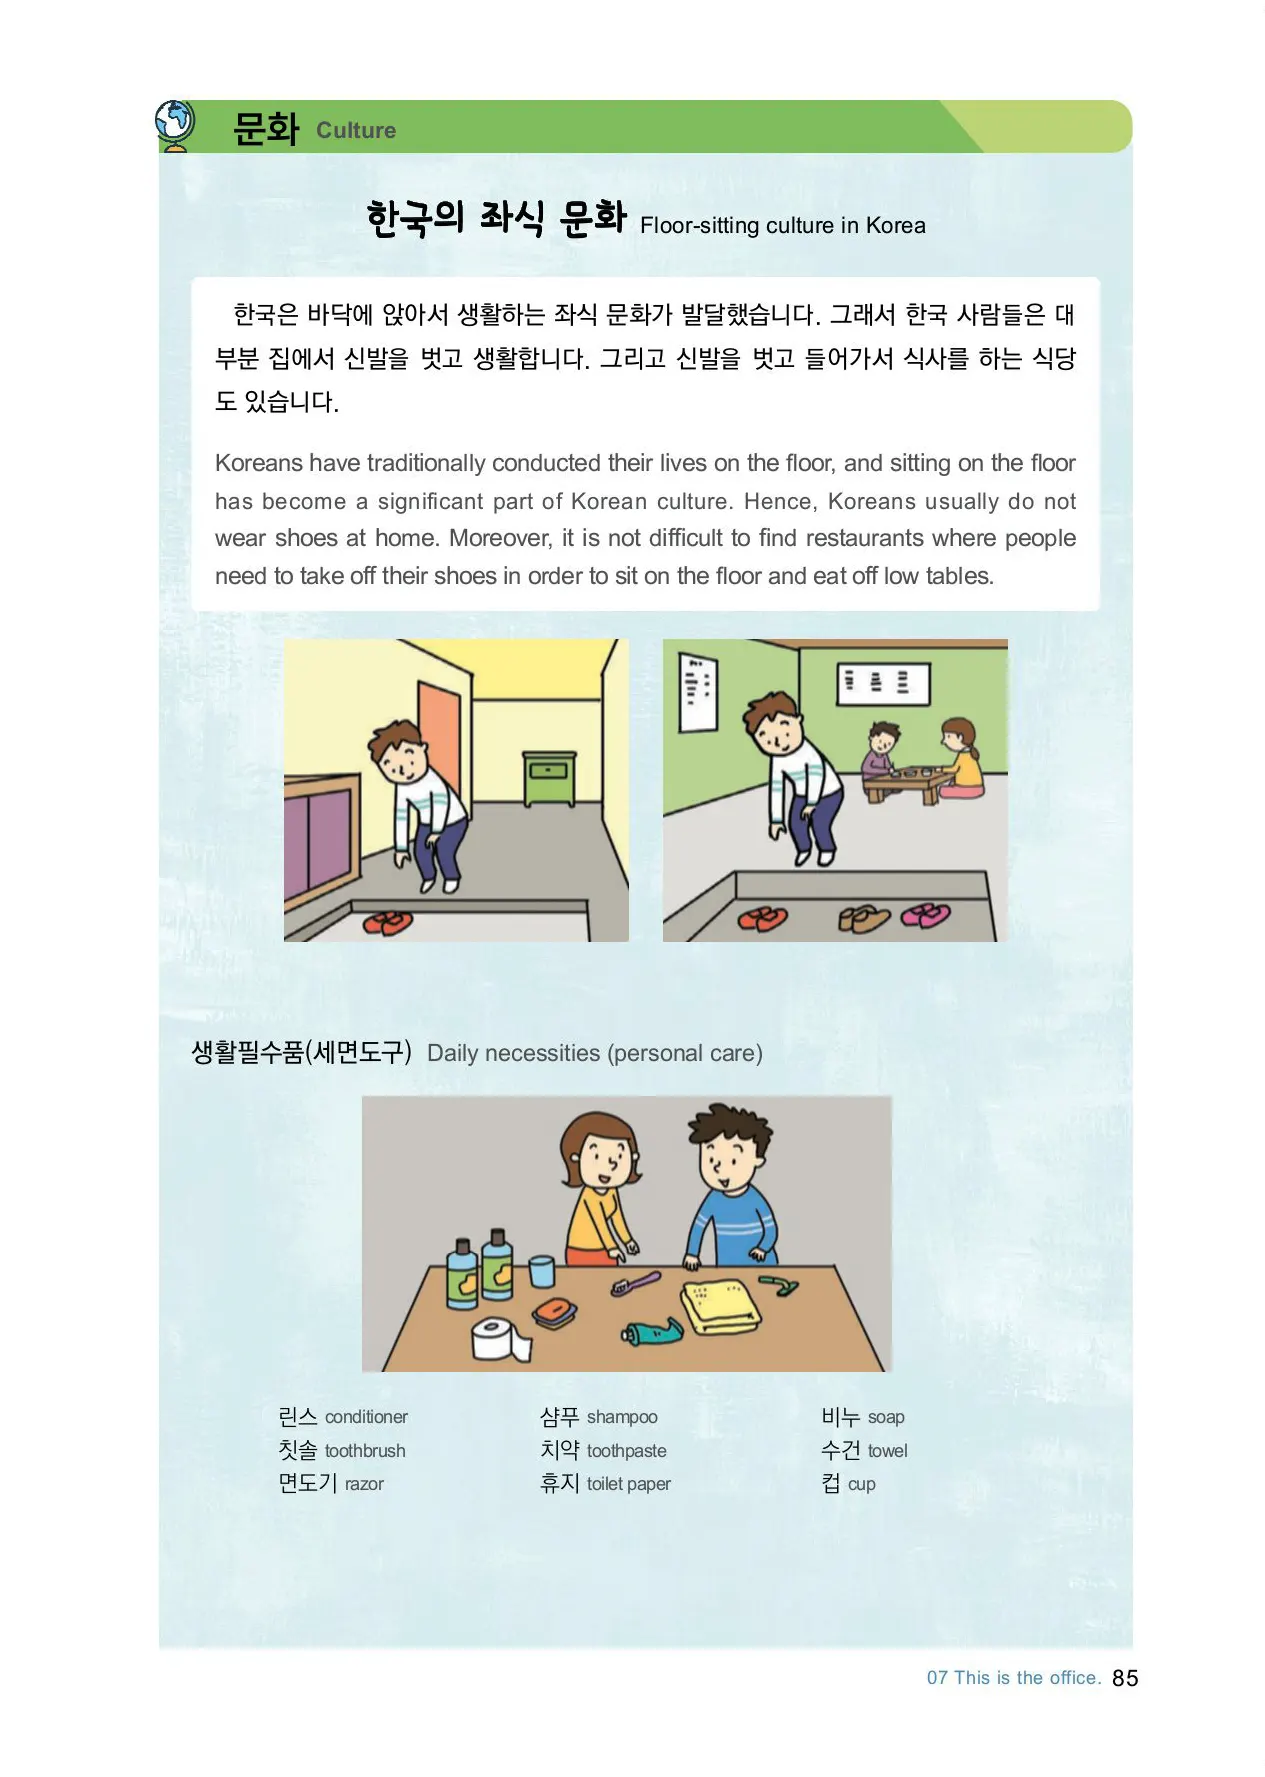 문화 Culture
한국의 좌식 문화 Floor-sitting culture in Korea
한국은 바닥에 앉아서 생활하는 좌식 문화가 발달했습니다. 그래서 한국 사람들은 대
부분 집에서 신발을 벗고 생활합니다. 그리고 신발을 벗고 들어가서 식사를 하는 식당
도 있습니다.
Koreans have traditionally conducted their lives on the floor, and sitting on the floor
has become a significant part of Korean culture. Hence, Koreans usually do not
wear shoes at home. Moreover, it is not difficult to find restaurants where people
need to take off their shoes in order to sit on the floor and eat off low tables.
생활필수품(세면도구) Daily necessities (personal care)
린스 conditioner 샴푸 shampoo 비누 soap
칫솔 toothbrush 치약 toothpaste 수건 towel
면도기 razor 휴지 toilet paper 컵 cup
07 This is the office. 85